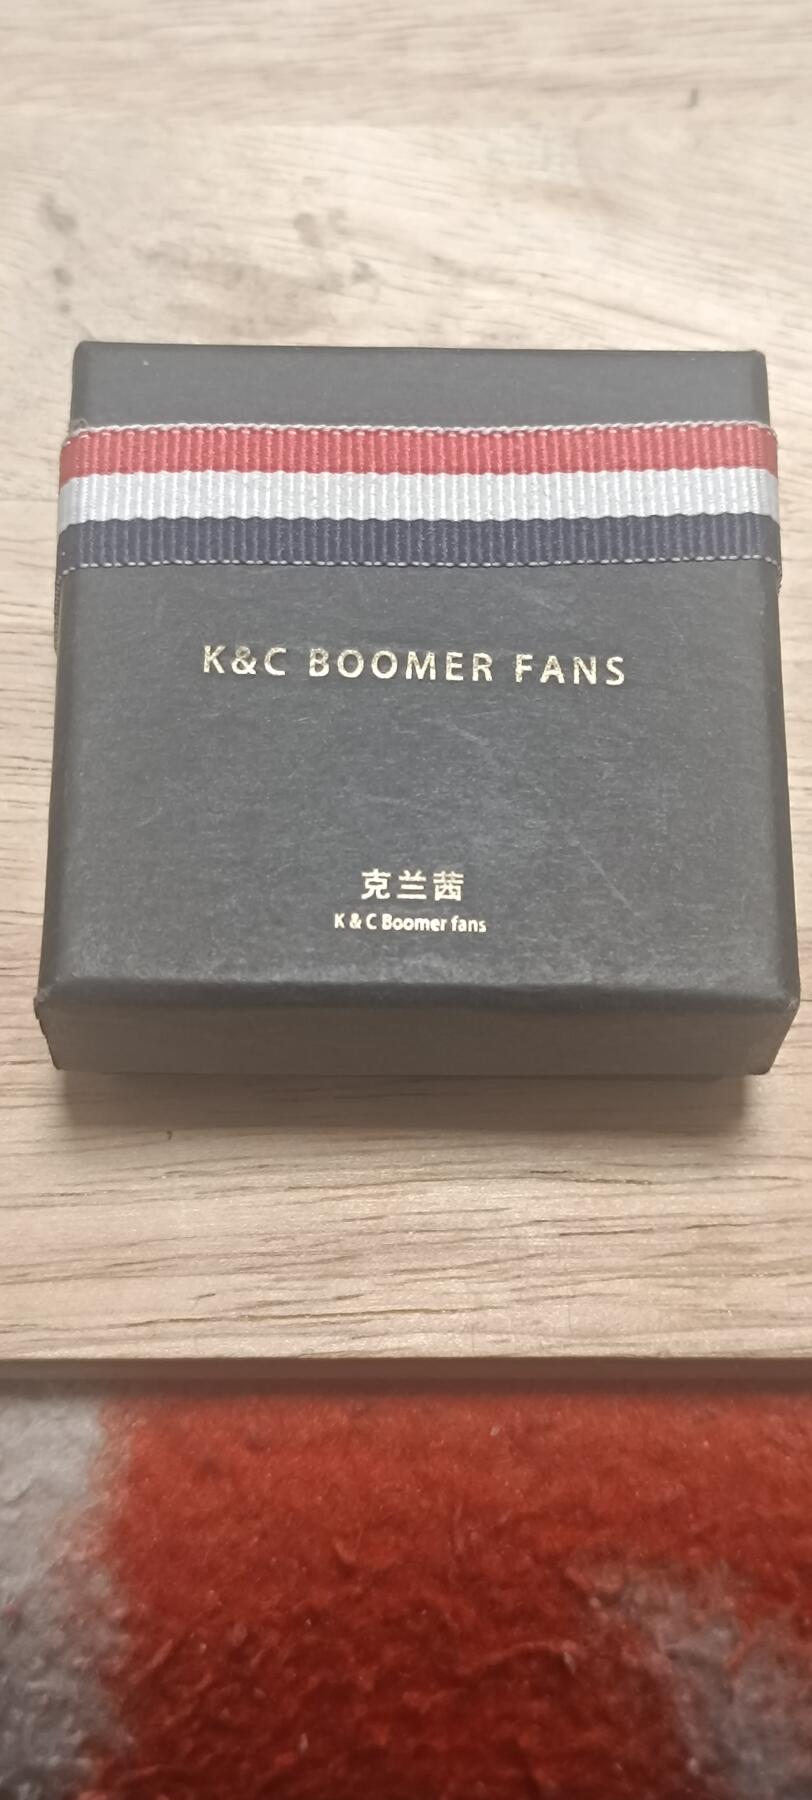 K&C BOOMER FANS
克兰茜
K & C Boomer fans